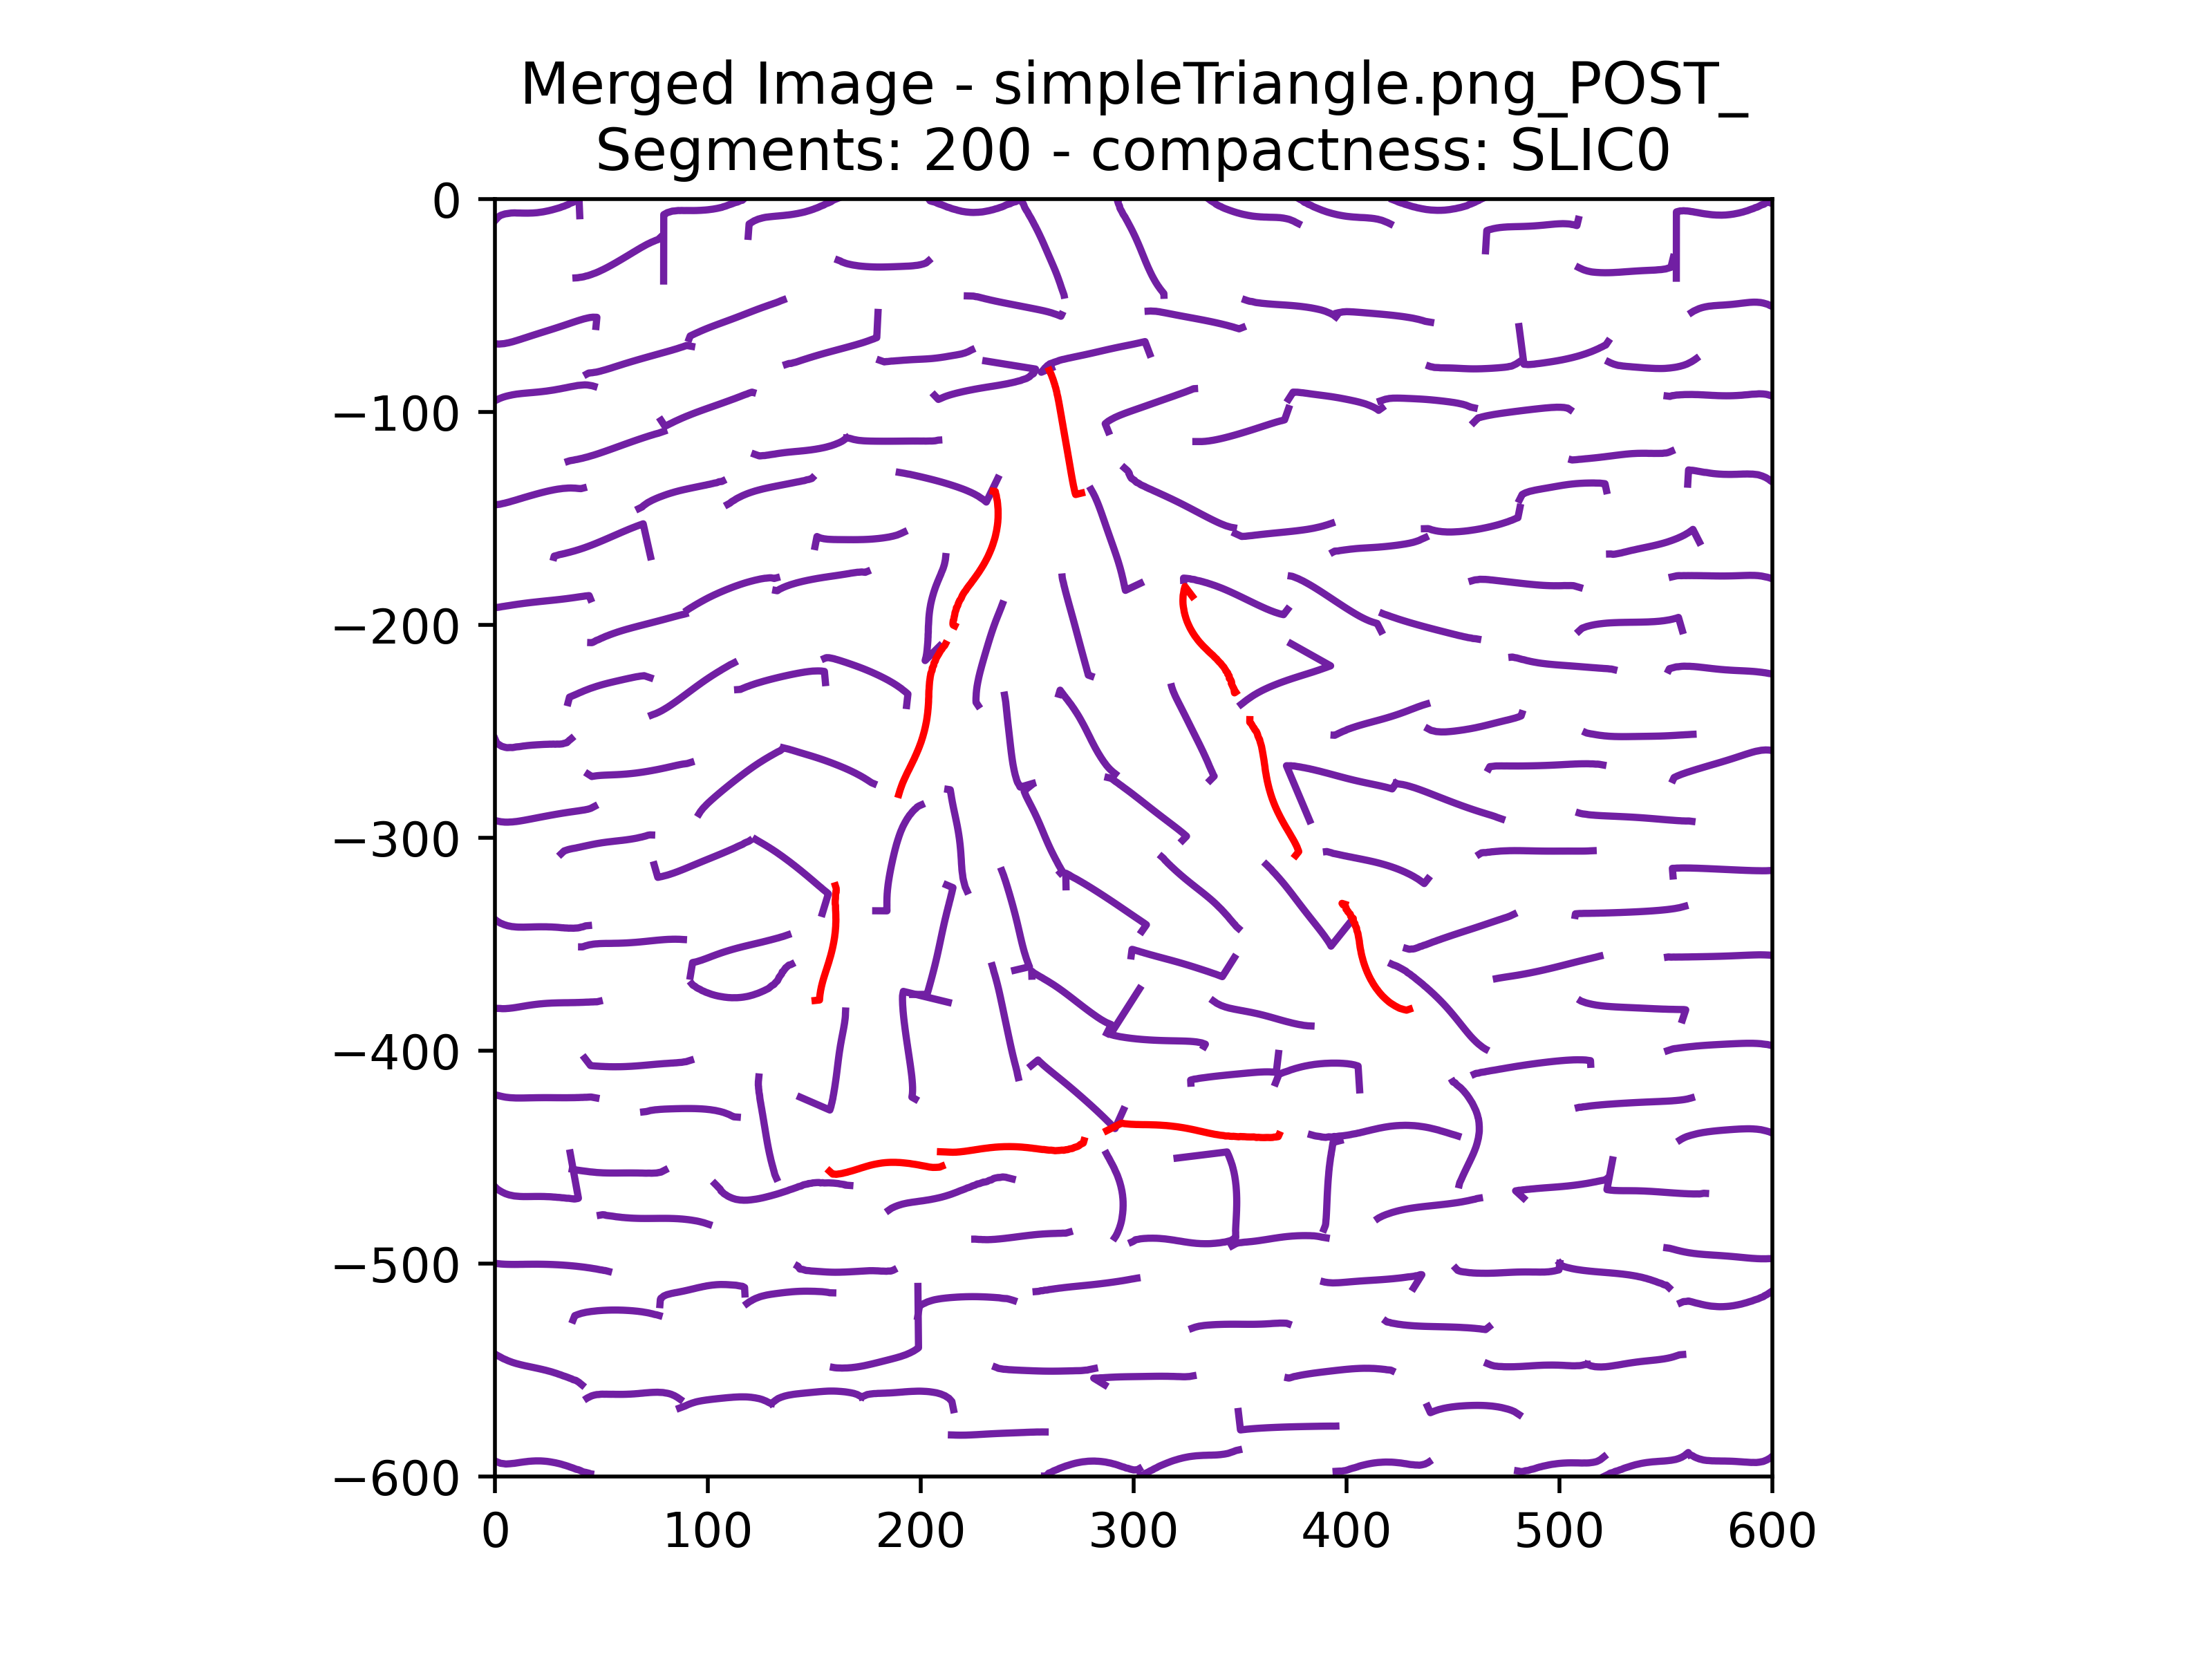 Merged Image - simpleTriangle.png_POST_
Segments: 200 - compactness: SLIC0
0
−100
−200
−300
−400
−500
−600
0 100 200 300 400 500 600